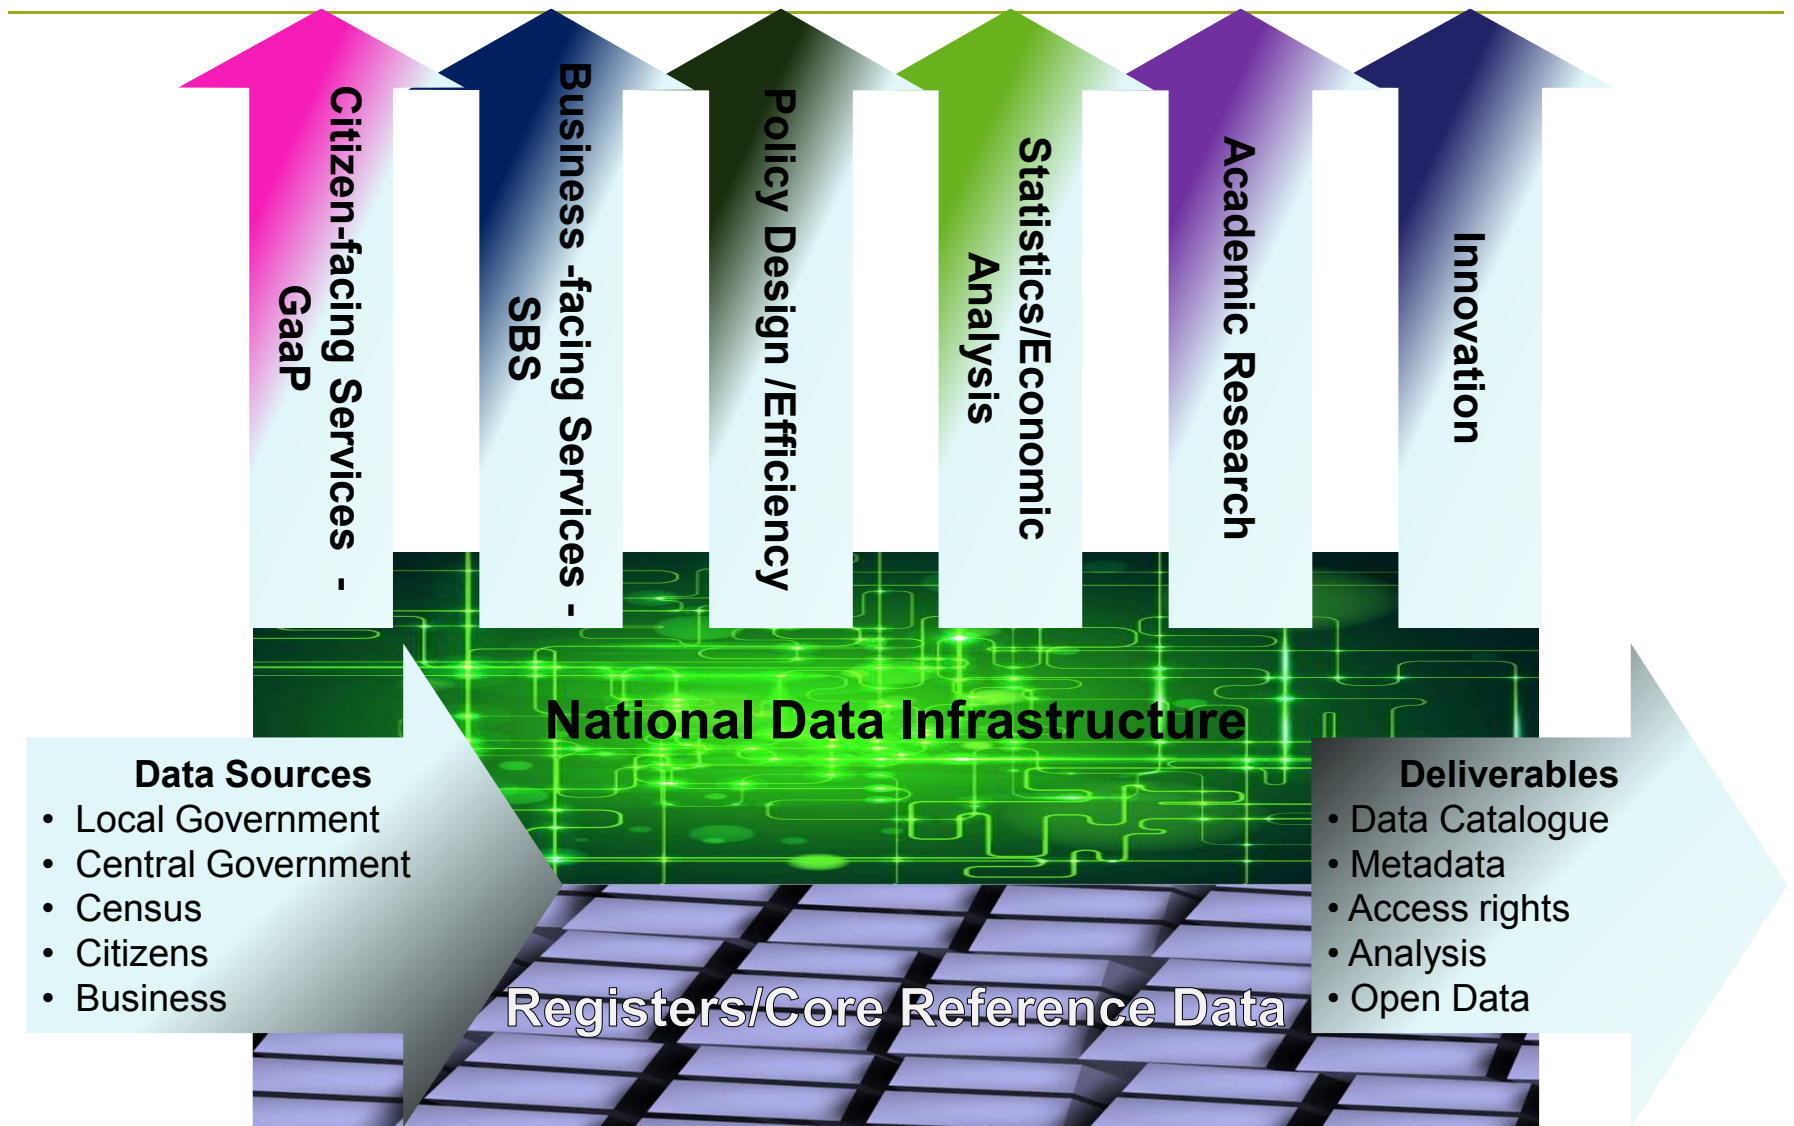 Citizen-facing Services -
GaaP
Business -facing Services -
SBS
Policy Design /Efficiency
Statistics/Economic
Analysis
Academic Research
Innovation
National Data Infrastructure
Data Sources
• Local Government
• Central Government
• Census
• Citizens
• Business
Registers/Core Reference Data
Deliverables
• Data Catalogue
• Metadata
• Access rights
• Analysis
• Open Data